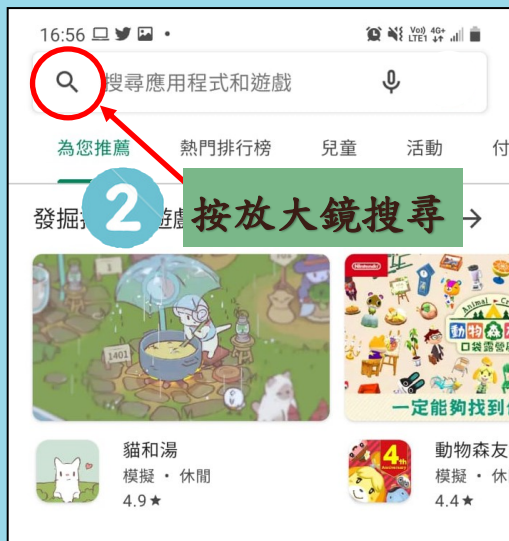 16:56
Vo)) 4G+
LTE1
搜尋應用程式和遊戲
為您推薦 熱門排行榜 兒童 活動 付
發掘
2
按放大鏡搜尋
1401
Nintendo
Animal
動物森
口袋露營
一定能夠找到
4th
Anniversary
貓和湯
模擬・休閒
4.9★
動物森友
模擬・休
4.4★